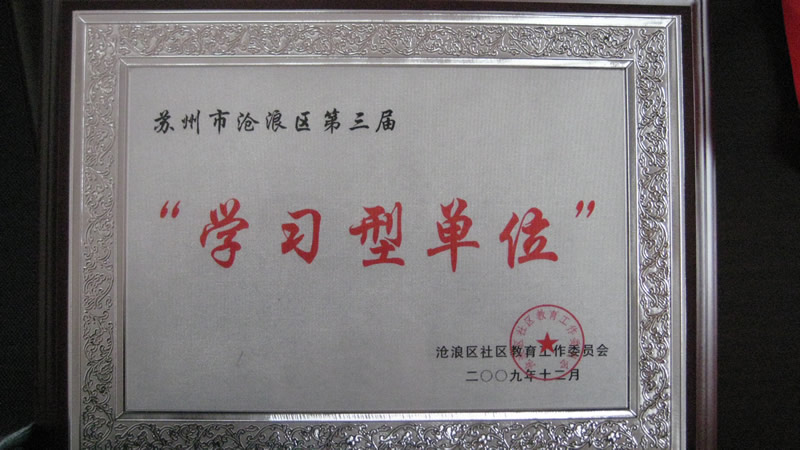 苏州市沧浪区第三届
“学习型单位”
沧浪区社区教育工作委员会
二〇〇九年十二月